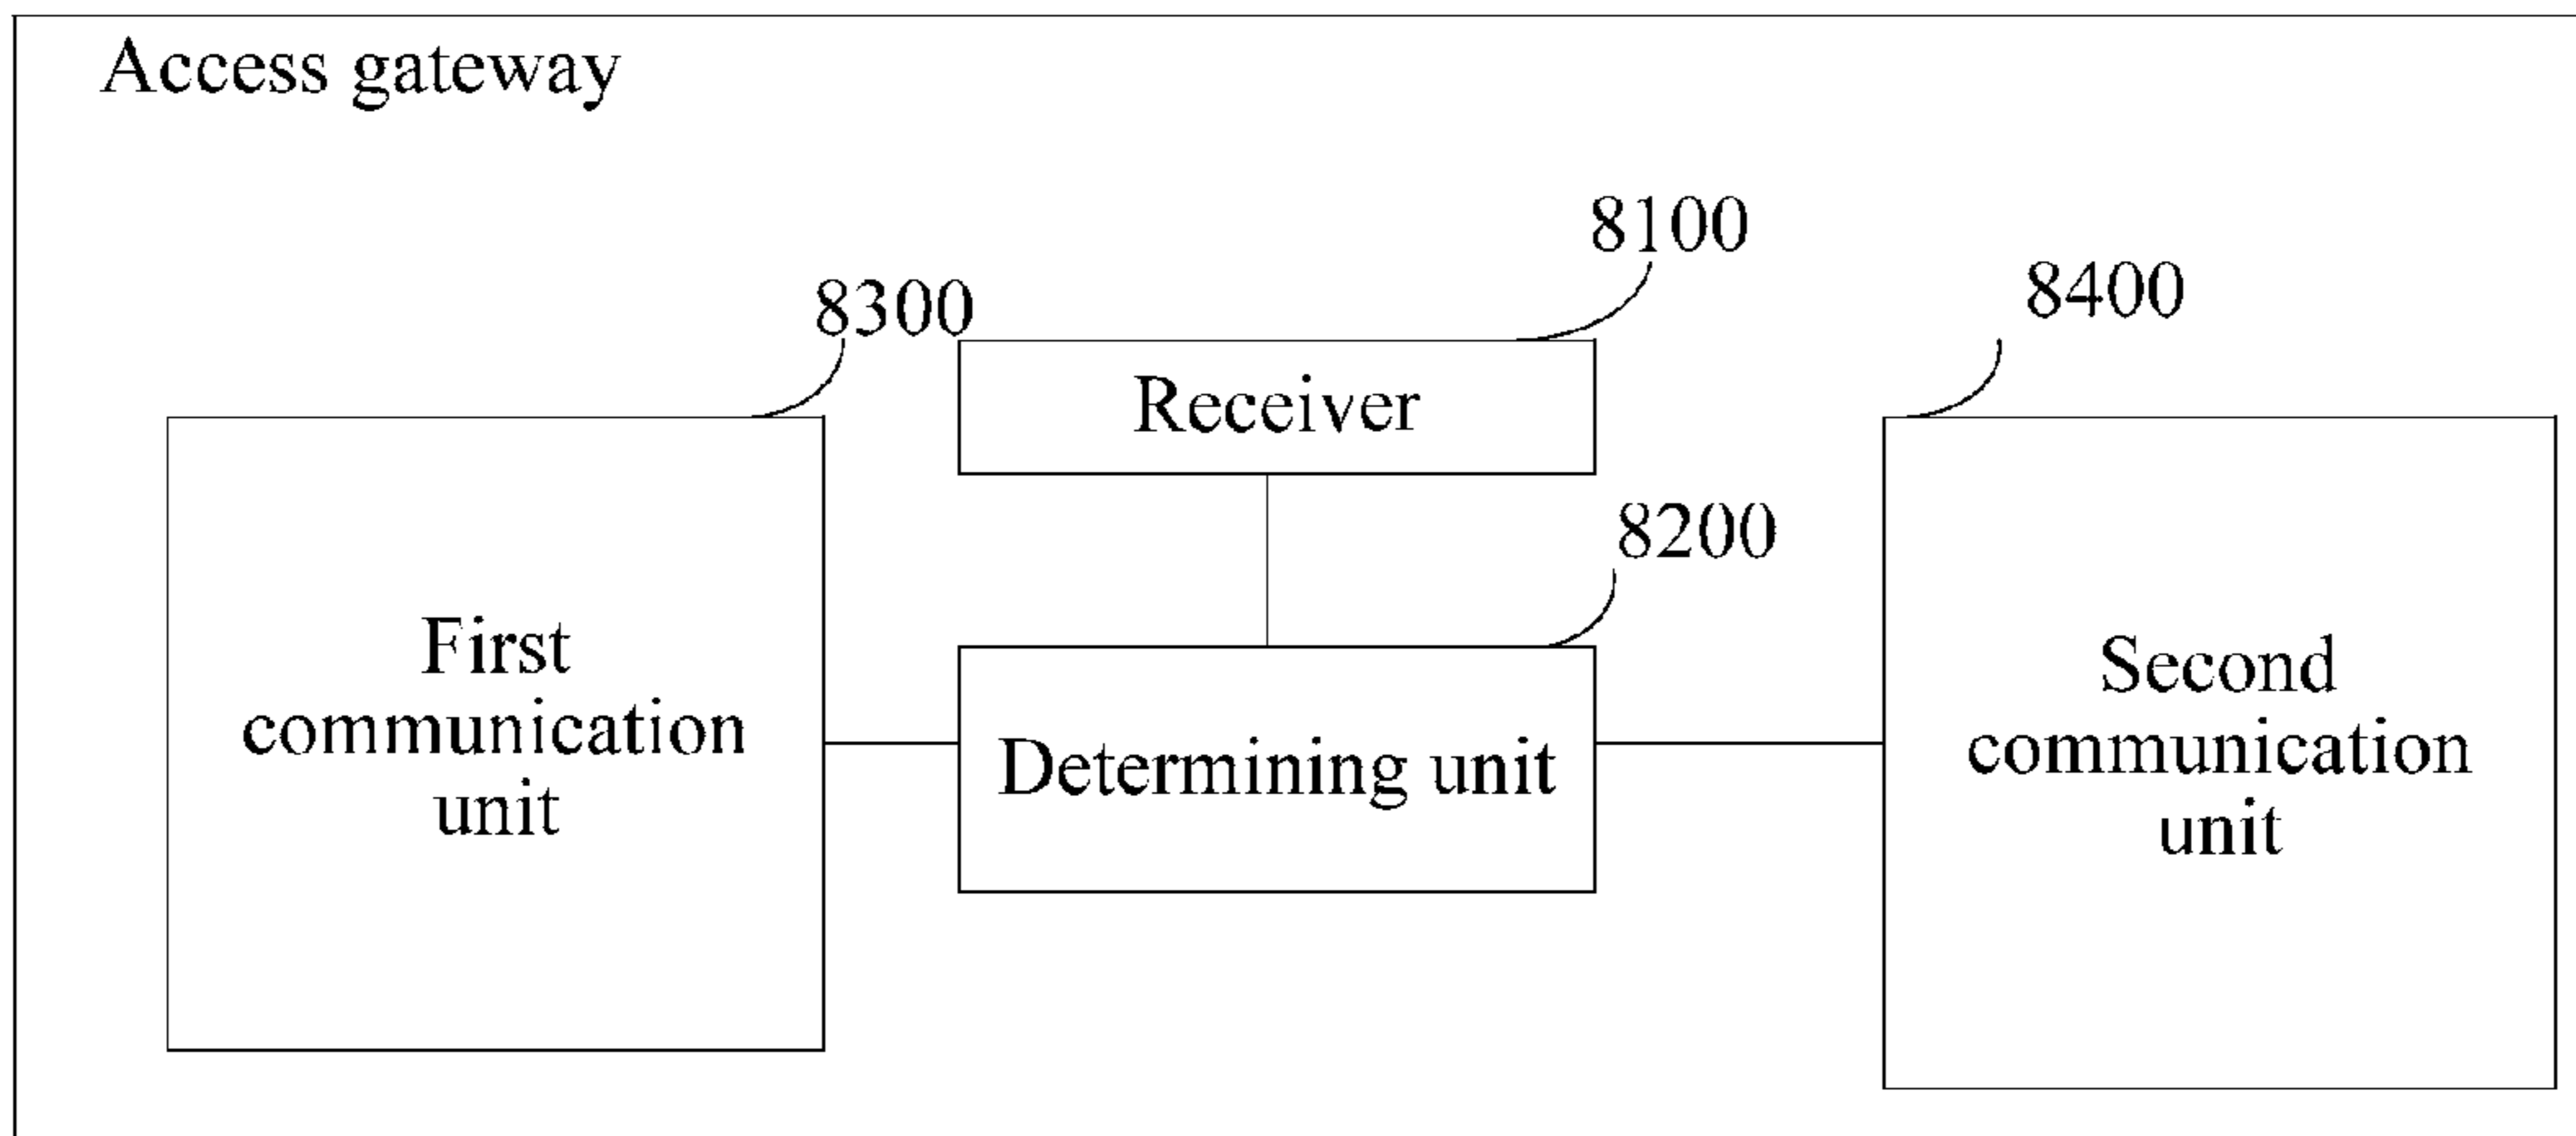 Access gateway
8100
8400
8300
Receiver
8200
First
communication
unit
Determining unit
Second
communication
unit